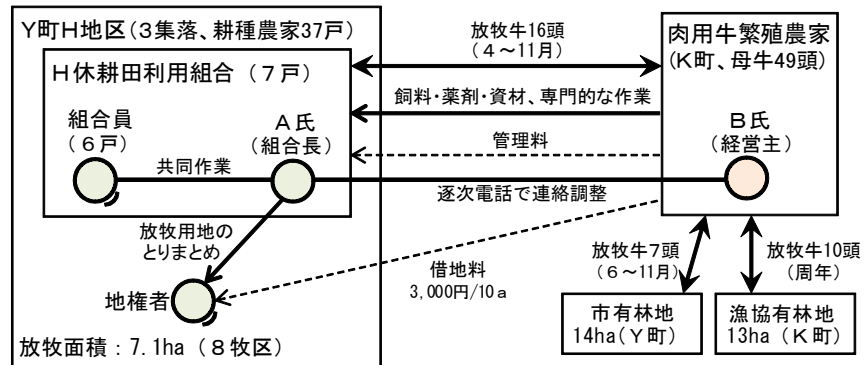 Y町H地区(3集落、耕種農家37戸)
H休耕田利用組合(7戸)
組合員
(6戸)
A氏
(組合長)
共同作業
放牧用地の
とりまとめ
地権者
放牧面積:7.1ha(8牧区)
放牧牛16頭
(4~11月)
飼料・薬剤・資材、専門的な作業
管理料
逐次電話で連絡調整
借地料
3,000円/10a
肉用牛繁殖農家
(K町、母牛49頭)
B氏
(経営主)
放牧牛7頭
(6~11月)
放牧牛10頭
(周年)
市有林地
14ha(Y町)
漁協有林地
13ha(K町)